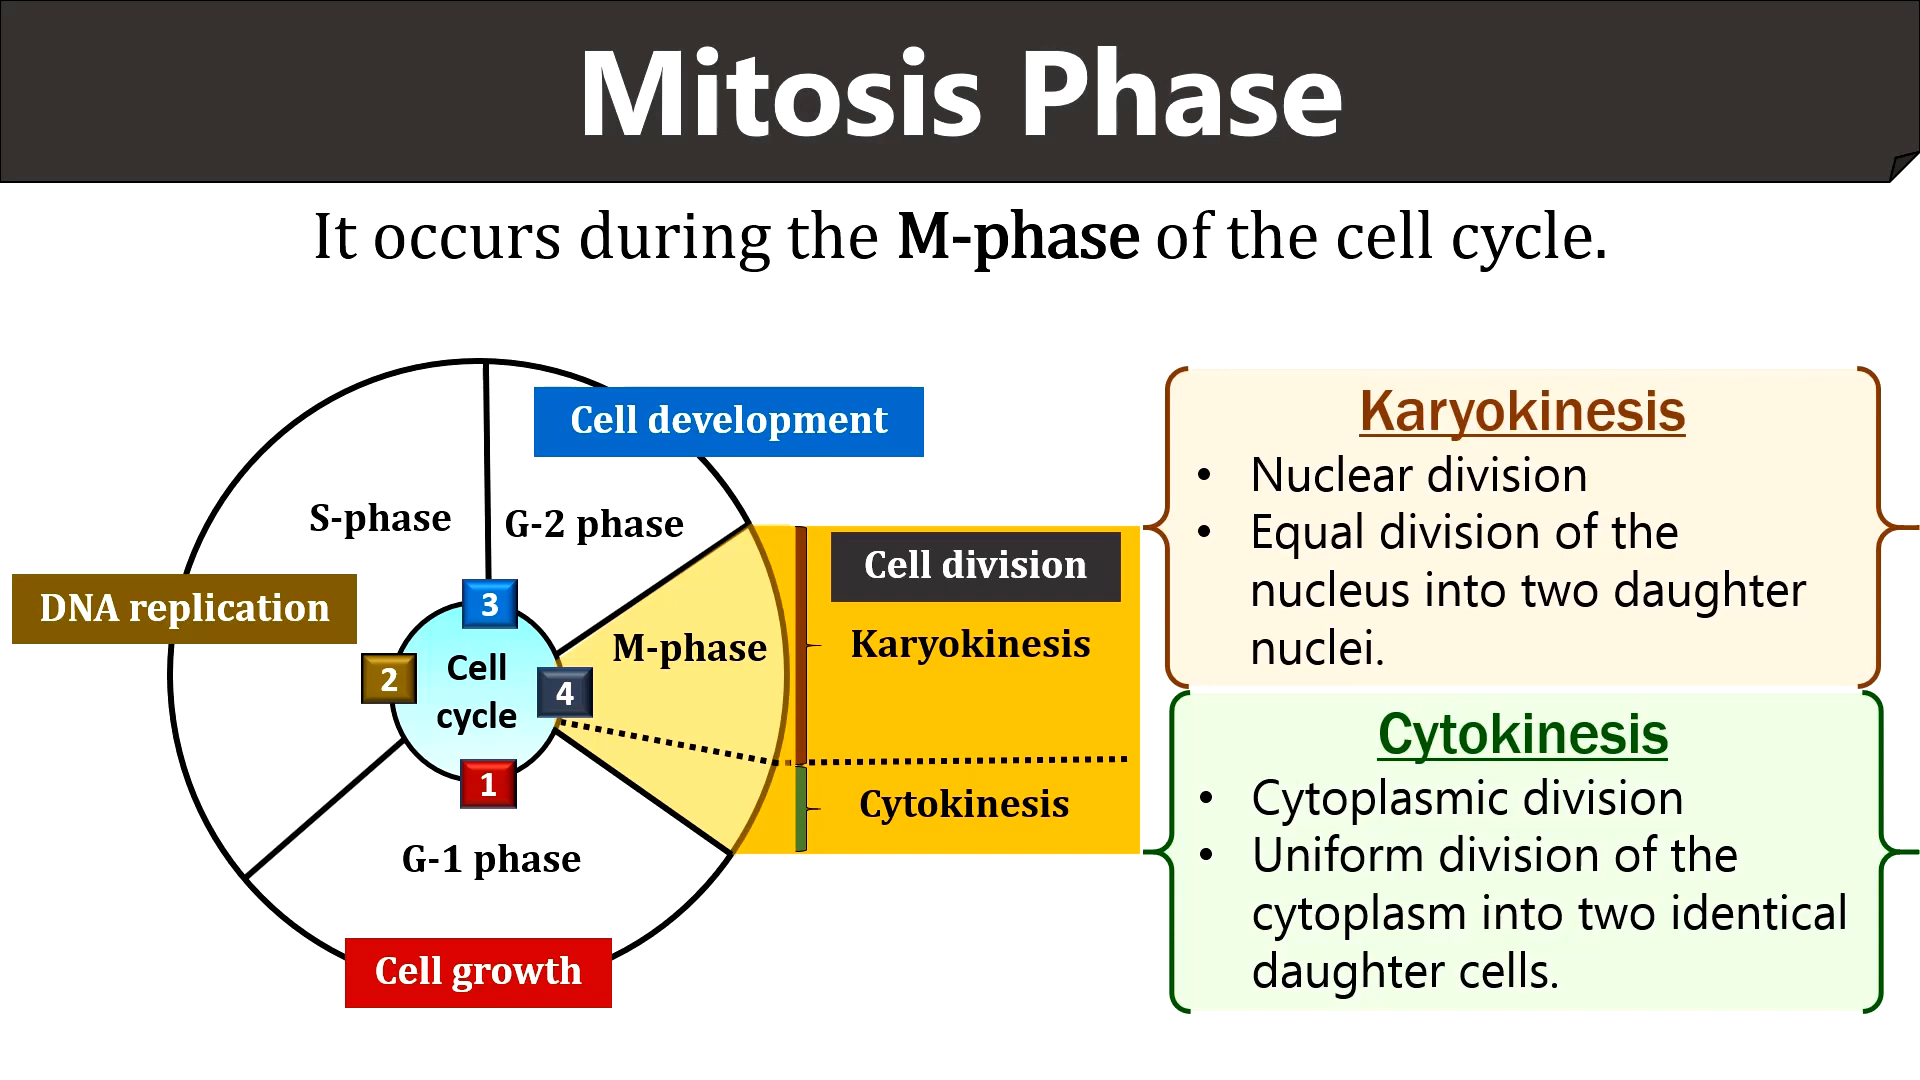 Mitosis Phase
It occurs during the M-phase of the cell cycle.
Cell development
S-phase
G-2 phase
DNA replication
3
Cell
cycle
2
4
1
M-phase
G-1 phase
Cell growth
Cell division
Karyokinesis
Cytokinesis
Karyokinesis
• Nuclear division
• Equal division of the
nucleus into two daughter
nuclei.
Cytokinesis
• Cytoplasmic division
• Uniform division of the
cytoplasm into two identical
daughter cells.